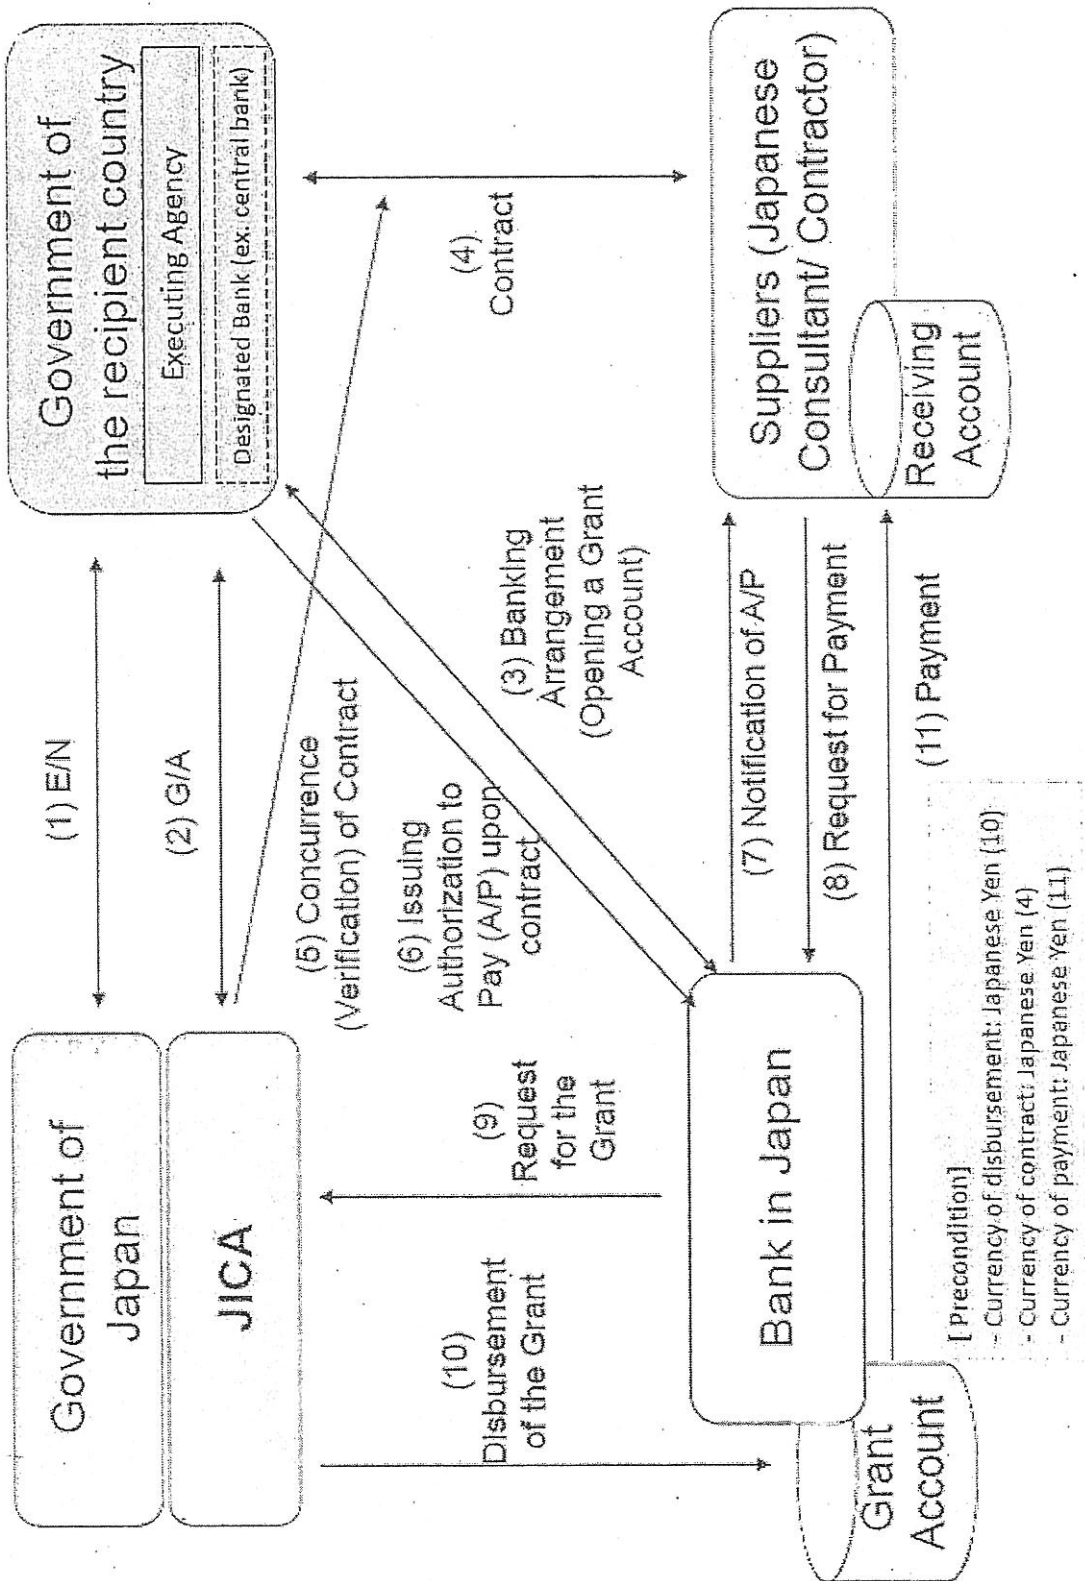 Government of
Japan
JICA
Government of
the recipient country
Executing Agency
Designated Bank (ex. central bank)
(1) E/N
(2) G/A
(5) Concurrence
(Verification) of Contract
(6) Issuing
Authorization to
Pay (A/P) upon
contract
(3) Banking
Arrangement
(Opening a Grant
Account)
(4)
Contract
(9)
Request
for the
Grant
(10)
Disbursement
of the Grant
Bank in Japan
Grant
Account
(7) Notification of A/P
(8) Request for Payment
(11) Payment
Suppliers (Japanese
Consultant/ Contractor)
Receiving
Account
[Precondition]
- Currency of disbursement: Japanese Yen (10)
- Currency of contract: Japanese Yen (4)
- Currency of payment: Japanese Yen (11)